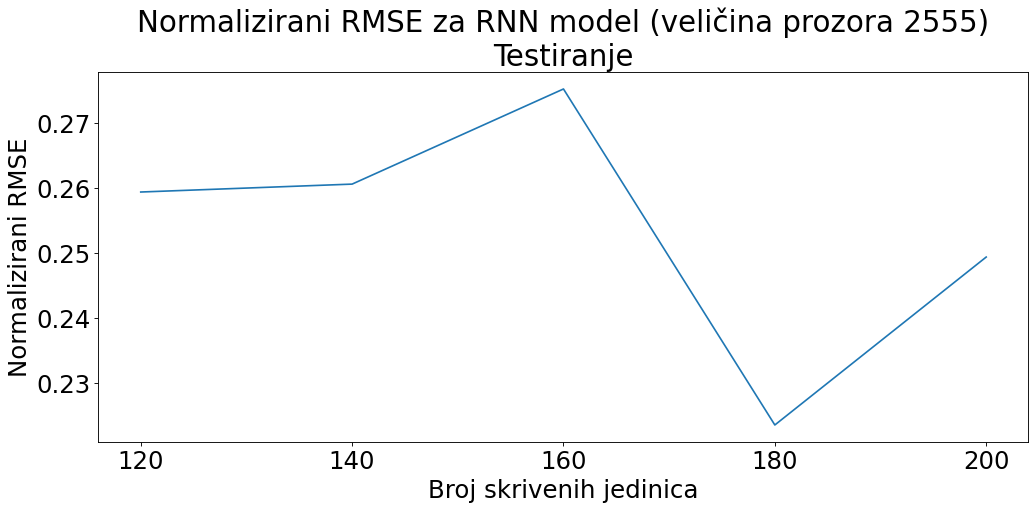 Normalizirani RMSE za RNN model (veličina prozora 2555)
Testiranje
Normalizirani RMSE
0.27
0.26
0.25
0.24
0.23
120 140 160 180 200
Broj skrivenih jedinica